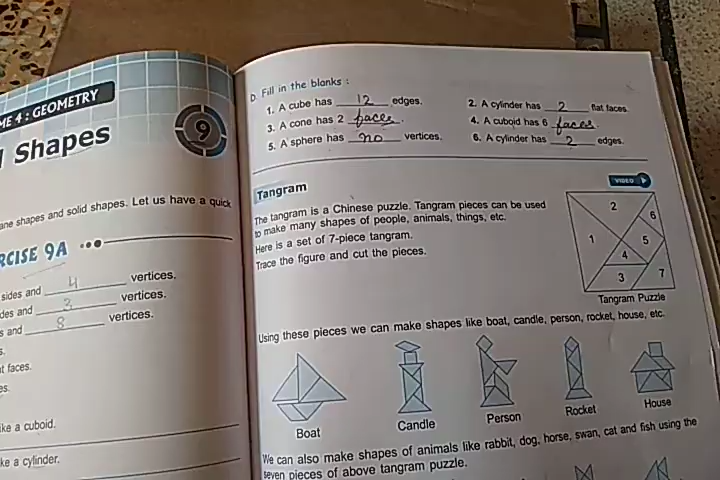 ME 4 : GEOMETRY
9
Shapes
ane shapes and solid shapes. Let us have a quick
RCISE 9A
sides and 4 vertices.
des and 3 vertices.
s and 8 vertices.
s.
t faces.
es.
ke a cuboid.
ke a cylinder.
D. Fill in the blanks :
1. A cube has 12 edges.
2. A cylinder has 2 flat faces.
3. A cone has 2 faces.
4. A cuboid has 6 faces.
5. A sphere has no vertices.
6. A cylinder has 2 edges.
Tangram
VIDEO
The tangram is a Chinese puzzle. Tangram pieces can be used
to make many shapes of people, animals, things, etc.
Here is a set of 7-piece tangram.
Trace the figure and cut the pieces.
2
6
1
5
4
3
7
Tangram Puzzle
Using these pieces we can make shapes like boat, candle, person, rocket, house, etc.
Boat
Candle
Person
Rocket
House
We can also make shapes of animals like rabbit, dog, horse, swan, cat and fish using the
seven pieces of above tangram puzzle.